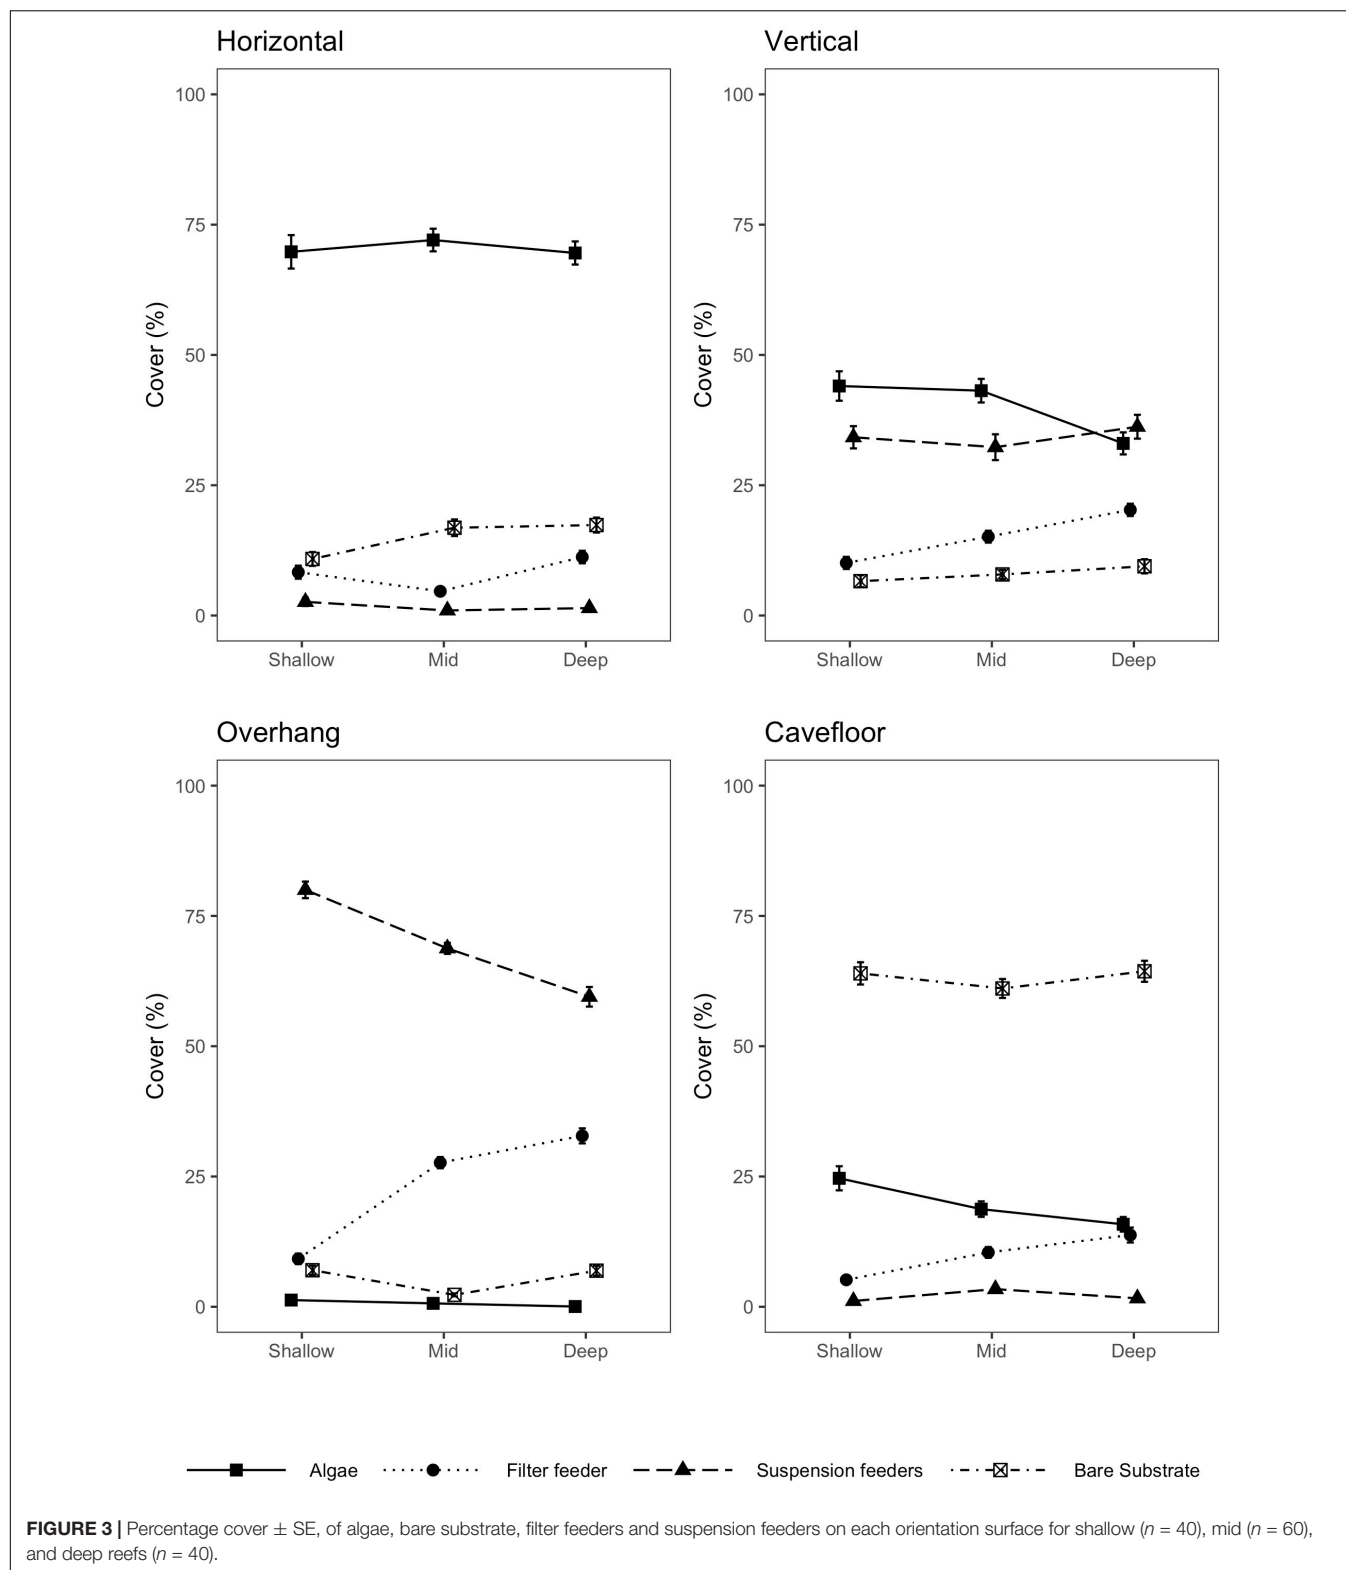 Horizontal
Vertical
100
75
50
25
0
Cover (%)
Shallow Mid Deep
100
75
50
25
0
Cover (%)
Shallow Mid Deep
Overhang
Cavefloor
100
75
50
25
0
Cover (%)
Shallow Mid Deep
100
75
50
25
0
Cover (%)
Shallow Mid Deep
Algae Filter feeder Suspension feeders Bare Substrate
FIGURE 3 | Percentage cover ± SE, of algae, bare substrate, filter feeders and suspension feeders on each orientation surface for shallow (n = 40), mid (n = 60),
and deep reefs (n = 40).